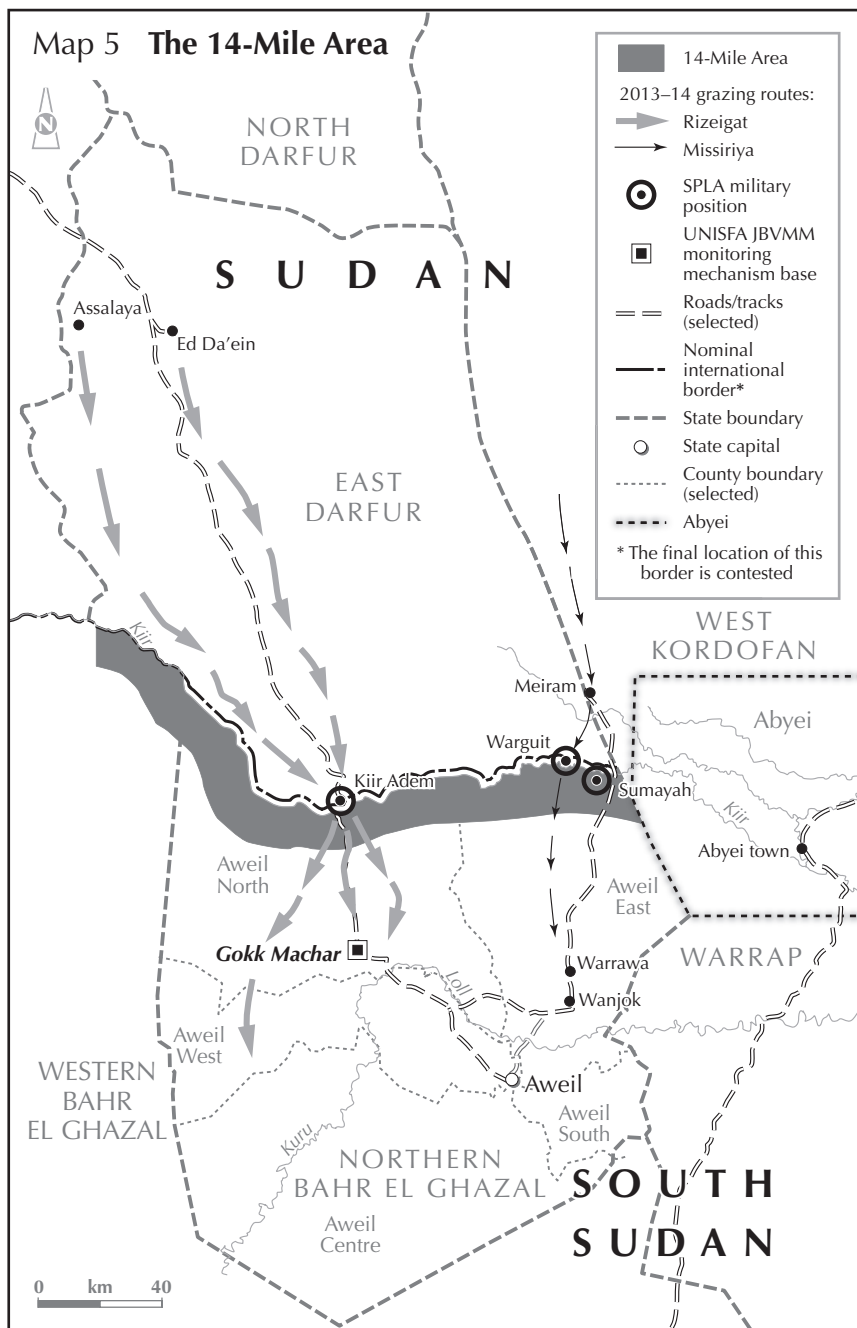 Map 5 The 14-Mile Area
N
14-Mile Area
2013–14 grazing routes:
Rizeigat
Missiriya
SPLA military
position
UNISFA JBVMM
monitoring
mechanism base
Roads/tracks
(selected)
Nominal
international
border*
State boundary
State capital
County boundary
(selected)
Abyei
* The final location of this
border is contested
NORTH
DARFUR
SUDAN
Assalaya
Ed Da’ein
EAST
DARFUR
WEST
KORDOFAN
Kiir
Meiram
Abyei
Warguit
Kiir Adem
Sumayah
Kiir
Abyei town
Aweil
North
Aweil
East
Gokk Machar
Loll
Warrawa
WARRAP
Wanjok
Aweil
West
WESTERN
BAHR
EL GHAZAL
Aweil
Aweil
South
Kuru
NORTHERN
BAHR EL GHAZAL
SOUTH
SUDAN
Aweil
Centre
0 km 40